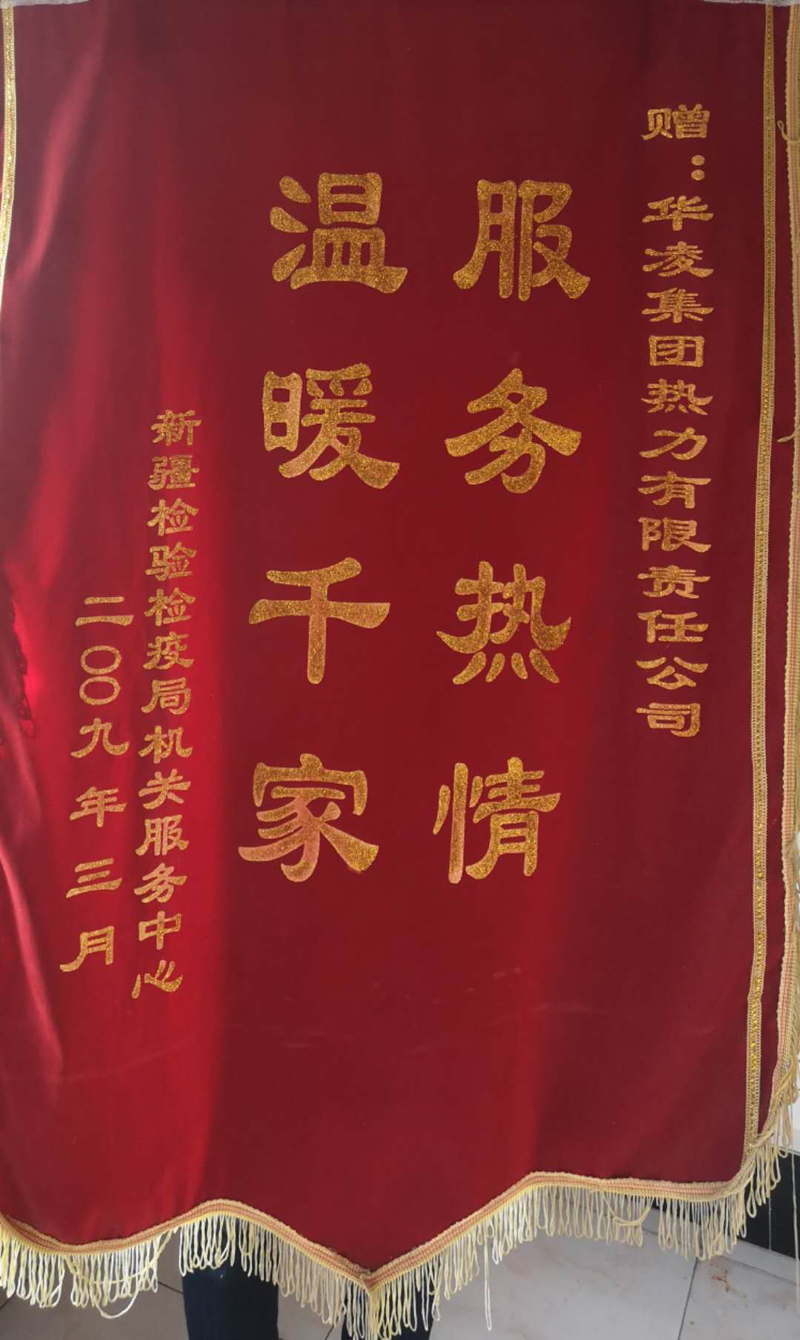 赠：华凌集团热力有限责任公司
服务热情
温暖千家
新疆检验检疫局机关服务中心
二〇〇九年三月